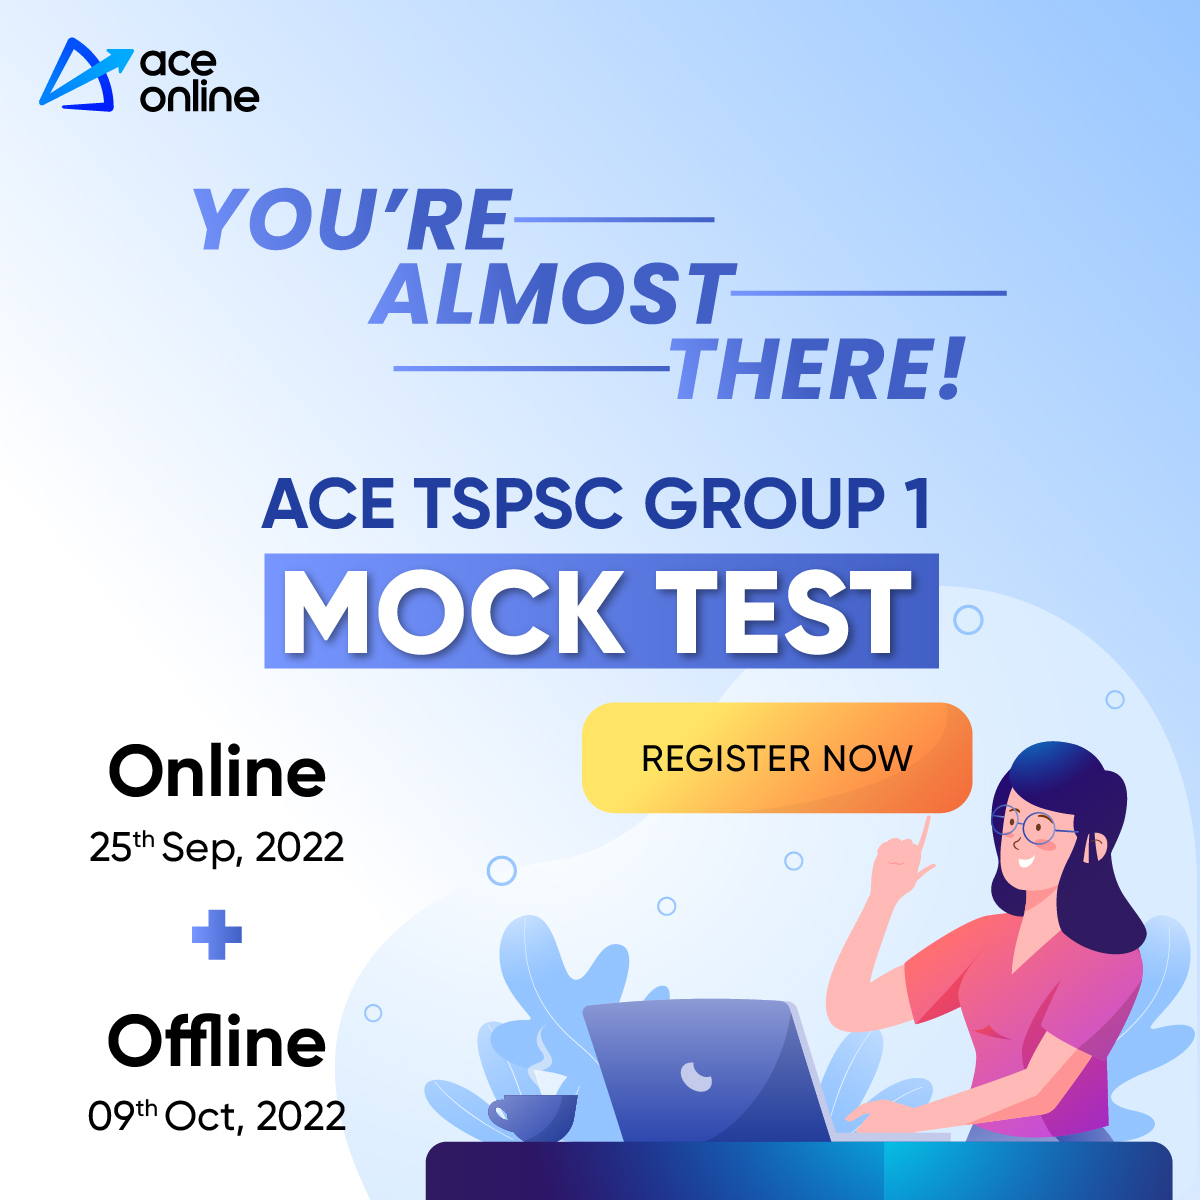 ace
online
YOU'RE
ALMOST
THERE!
ACE TSPSC GROUP 1
MOCK TEST
REGISTER NOW
Online
25th Sep, 2022
+
Offline
09th Oct, 2022